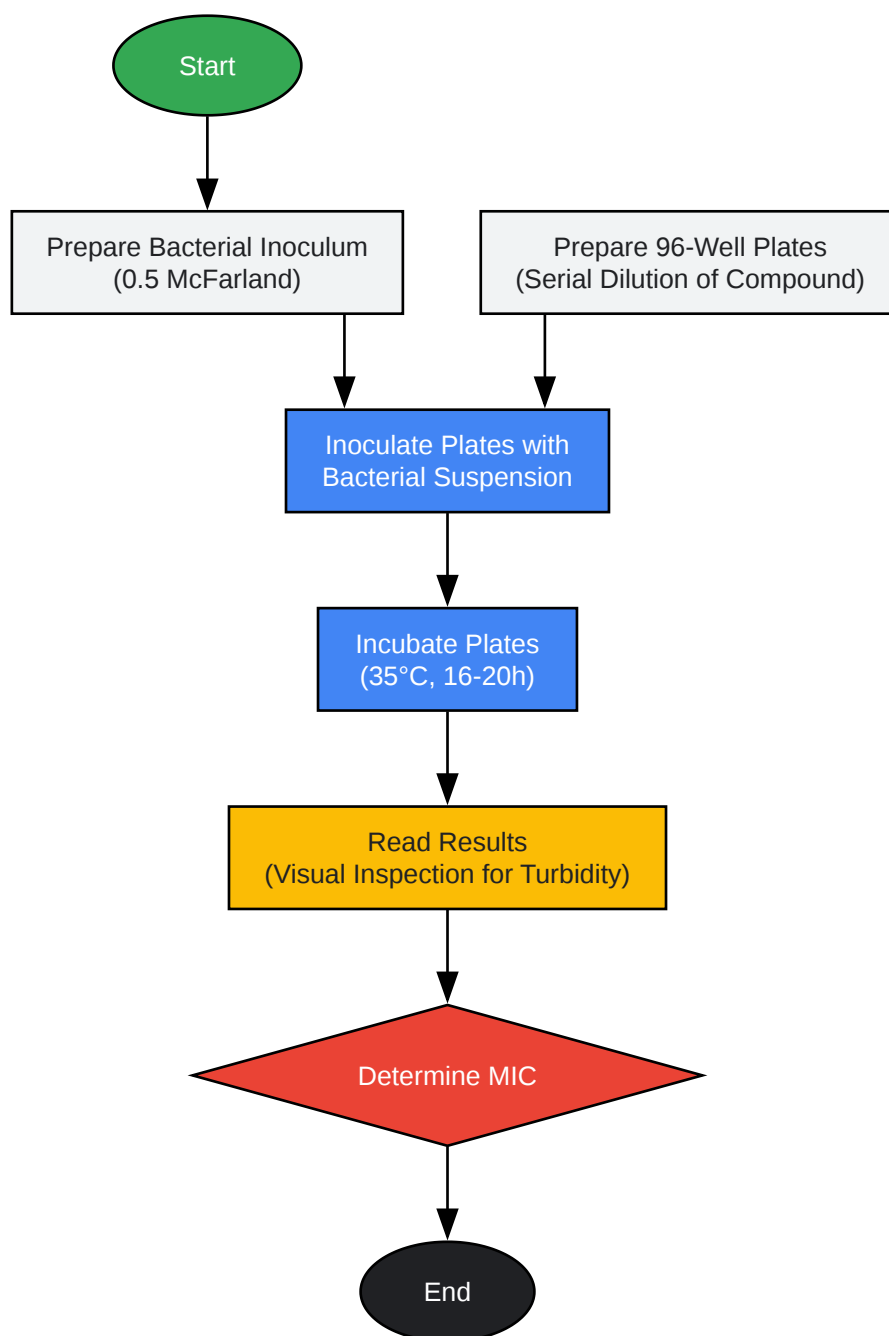 Start
Prepare Bacterial Inoculum
(0.5 McFarland)
Prepare 96-Well Plates
(Serial Dilution of Compound)
Inoculate Plates with
Bacterial Suspension
Incubate Plates
(35°C, 16-20h)
Read Results
(Visual Inspection for Turbidity)
Determine MIC
End